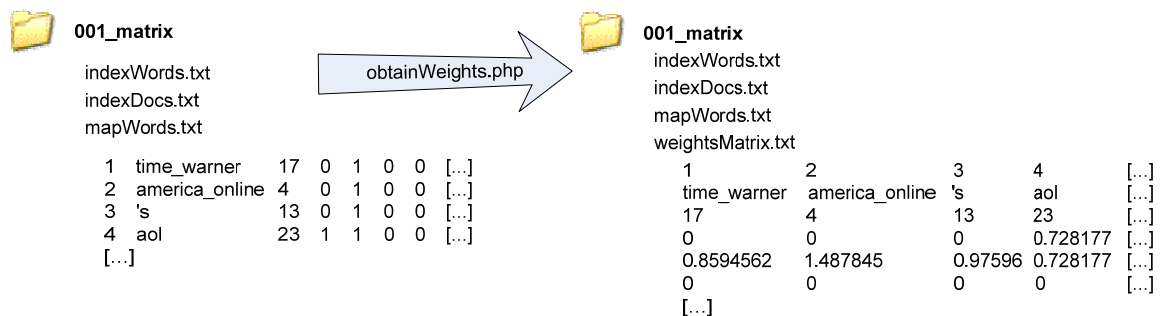 001_matrix
indexWords.txt
indexDocs.txt
mapWords.txt
1 time_warner 17 0 1 0 0 [...]
2 america_online 4 0 1 0 0 [...]
3 's 13 0 1 0 0 [...]
4 aol 23 1 1 0 0 [...]
[...]
obtainWeights.php
001_matrix
indexWords.txt
indexDocs.txt
mapWords.txt
weightsMatrix.txt
1 2 3 4 [...]
time_warner america_online 's aol [...]
17 4 13 23 [...]
0 0 0 0.728177 [...]
0.8594562 1.487845 0.97596 0.728177 [...]
0 0 0 0 [...]
[...]